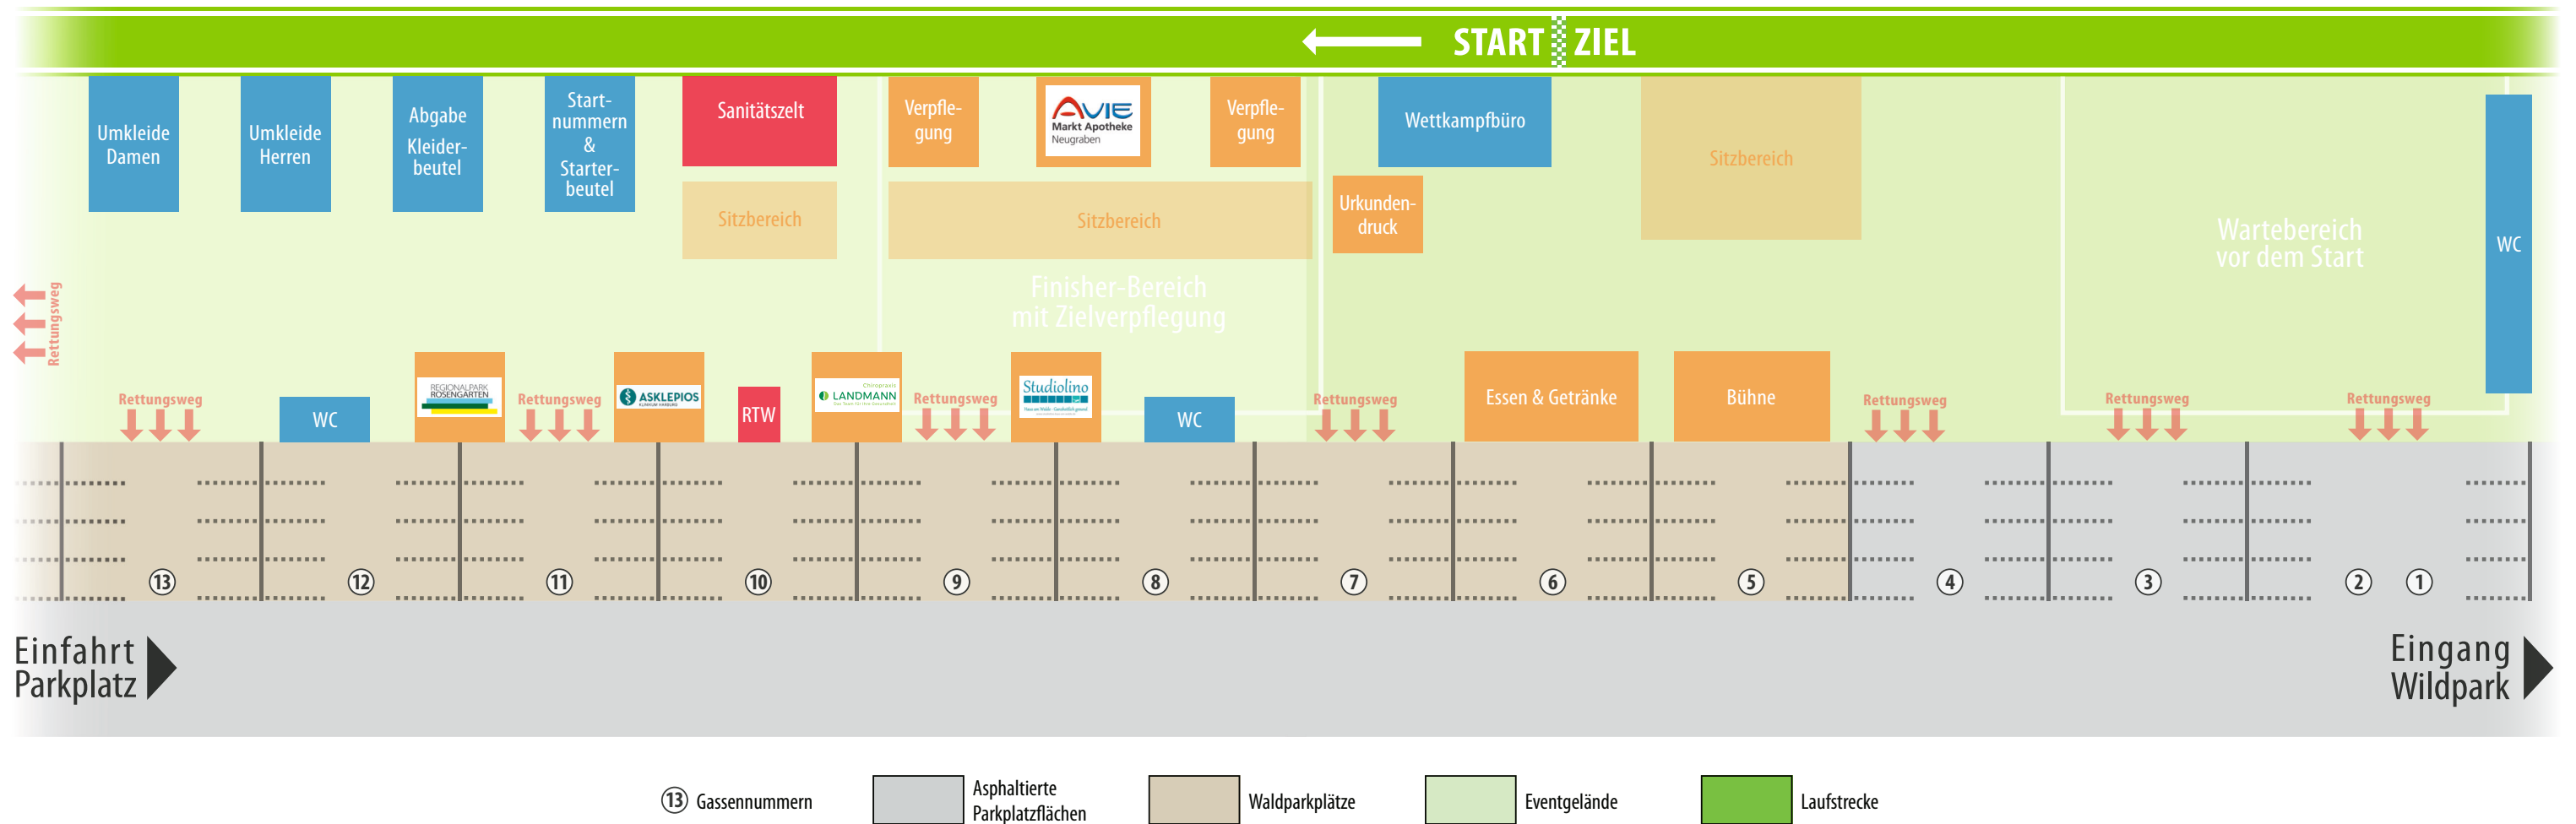 START ZIEL
Umkleide
Damen
Umkleide
Herren
Abgabe
Kleider-
beutel
Start-
nummern
&
Starter-
beutel
Sanitätszelt
Sitzbereich
Verpfle-
gung
AVIE
Markt Apotheke
Neugraben
Verpfle-
gung
Sitzbereich
Wettkampfbüro
Urkunden-
druck
Sitzbereich
Wartebereich
vor dem Start
WC
Finisher-Bereich
mit Zielverpflegung
Rettungsweg
Rettungsweg
WC
REGIONALPARK
ROSENGARTEN
Rettungsweg
ASKLEPIOS
KLINIKUM HARBURG
RTW
Chiropraxis
LANDMANN
Rettungsweg
Studiolino
WC
Rettungsweg
Essen & Getränke
Bühne
Rettungsweg
Rettungsweg
Rettungsweg
13 12 11 10 9 8 7 6 5 4 3 2 1
Einfahrt
Parkplatz
Eingang
Wildpark
13 Gassennummern
Asphaltierte
Parkplatzflächen
Waldparkplätze
Eventgelände
Laufstrecke